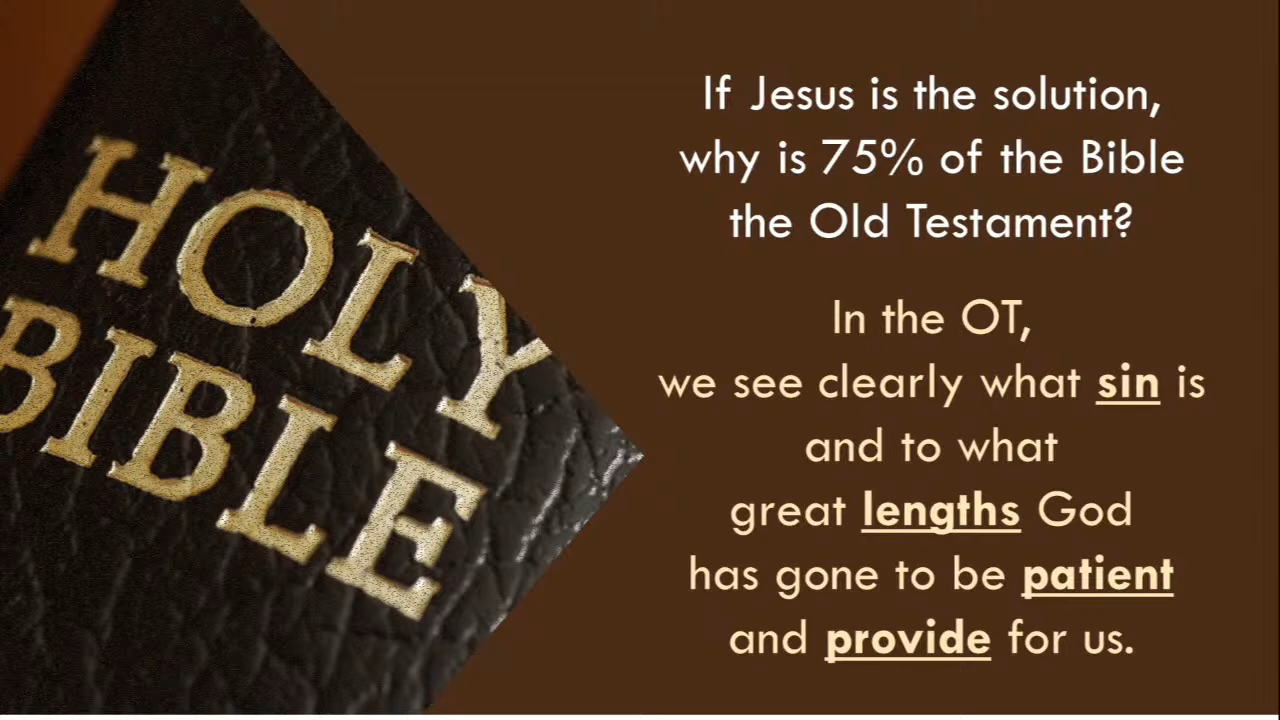 HOLY
BIBLE
If Jesus is the solution,
why is 75% of the Bible
the Old Testament?
In the OT,
we see clearly what sin is
and to what
great lengths God
has gone to be patient
and provide for us.